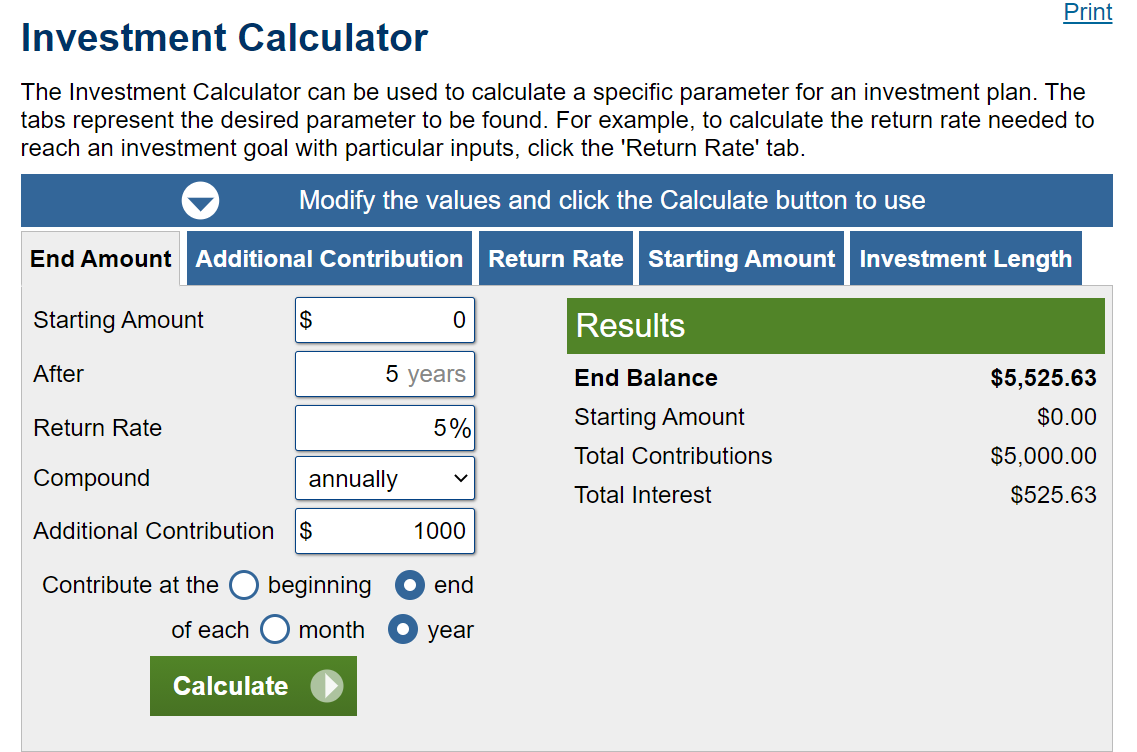 Print
Investment Calculator
The Investment Calculator can be used to calculate a specific parameter for an investment plan. The
tabs represent the desired parameter to be found. For example, to calculate the return rate needed to
reach an investment goal with particular inputs, click the 'Return Rate' tab.
Modify the values and click the Calculate button to use
End Amount Additional Contribution Return Rate Starting Amount Investment Length
Starting Amount $ 0
After 5 years
Return Rate 5%
Compound annually
Additional Contribution $ 1000
Contribute at the beginning end
of each month year
Calculate
Results
End Balance $5,525.63
Starting Amount $0.00
Total Contributions $5,000.00
Total Interest $525.63